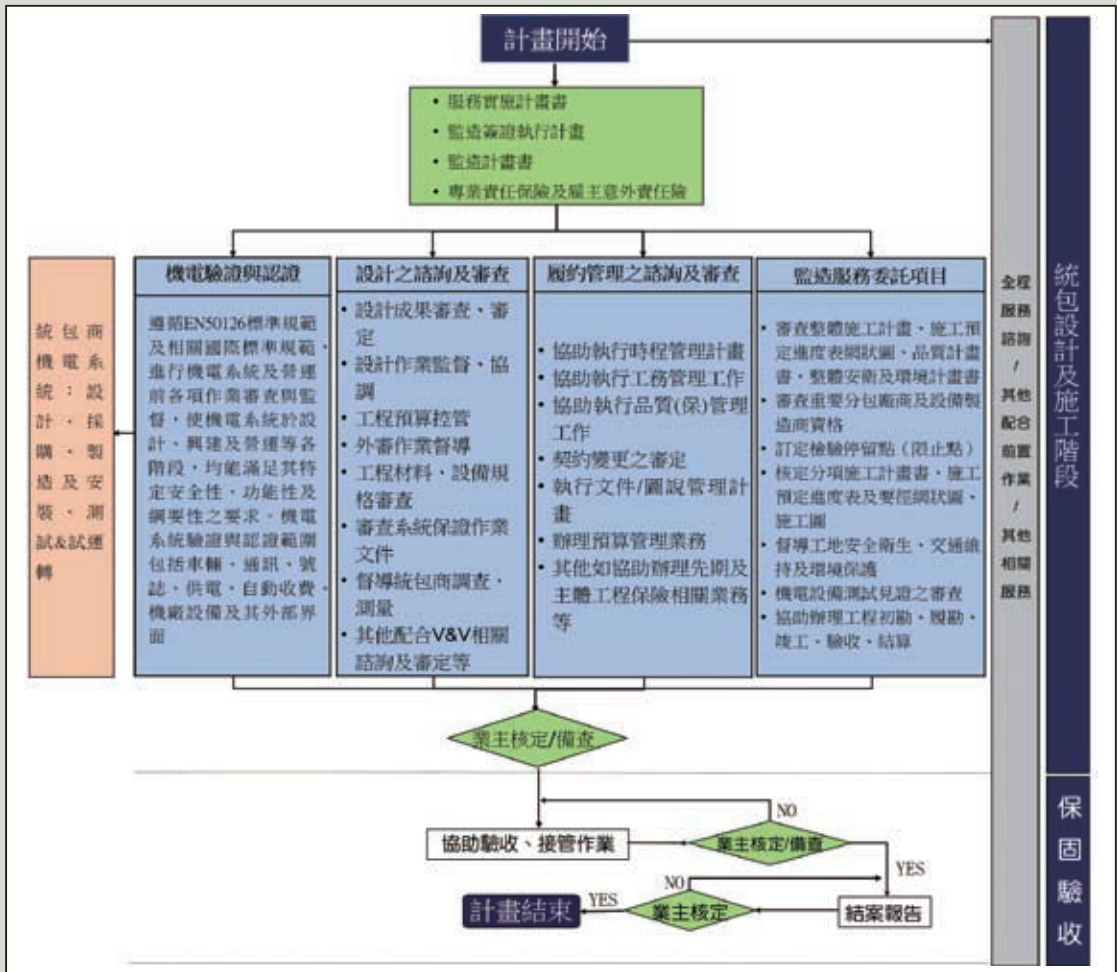 計畫開始
• 服務實施計畫書
• 監造簽證執行計畫
• 監造計畫書
• 專業責任保險及雇主意外責任險
統包商
機電系
統：設
計、採
購、製
造及安
裝、測
試&試運
轉
機電驗證與認證
遵循EN50126標準規範
及相關國際標準規範，
進行機電系統及營運
前各項作業審查與監
督，使機電系統於設
計、興建及營運等各
階段，均能滿足其特
定安全性、功能性及
綱要性之要求。機電
系統驗證與認證範圍
包括車輛、通訊、號
誌、供電、自動收費、
機廠設備及其外部界
面
設計之諮詢及審查
• 設計成果審查、審
定
• 設計作業監督、協
調
• 工程預算控管
• 外審作業督導
• 工程材料、設備規
格審查
• 審查系統保證作業
文件
• 督導統包商調查、
測量
• 其他配合V&V相關
諮詢及審定等
履約管理之諮詢及審查
• 協助執行時程管理計畫
• 協助執行工務管理工作
• 協助執行品質(保)管理
工作
• 契約變更之審定
• 執行文件/圖說管理計
畫
• 辦理預算管理業務
• 其他如協助辦理先期及
主體工程保險相關業務
等
監造服務委託項目
• 審查整體施工計畫、施工預
定進度表網狀圖、品質計畫
書，整體安衛及環境計畫書
• 審查重要分包廠商及設備製
造商資格
• 訂定檢驗停留點（限止點）
• 核定分項施工計畫書、施工
預定進度表及要徑網狀圖、
施工圖
• 督導工地安全衛生、交通維
持及環境保護
• 機電設備測試見證之審查
• 協助辦理工程初勘、履勘、
竣工、驗收、結算
全程
服務
諮詢
/
其他
配合
前置
作業
/
其他
相關
服務
統包設計及施工階段
業主核定/備查
NO
協助驗收、接管作業
業主核定/備查
YES
NO
計畫結束
YES
業主核定
結案報告
保固驗收